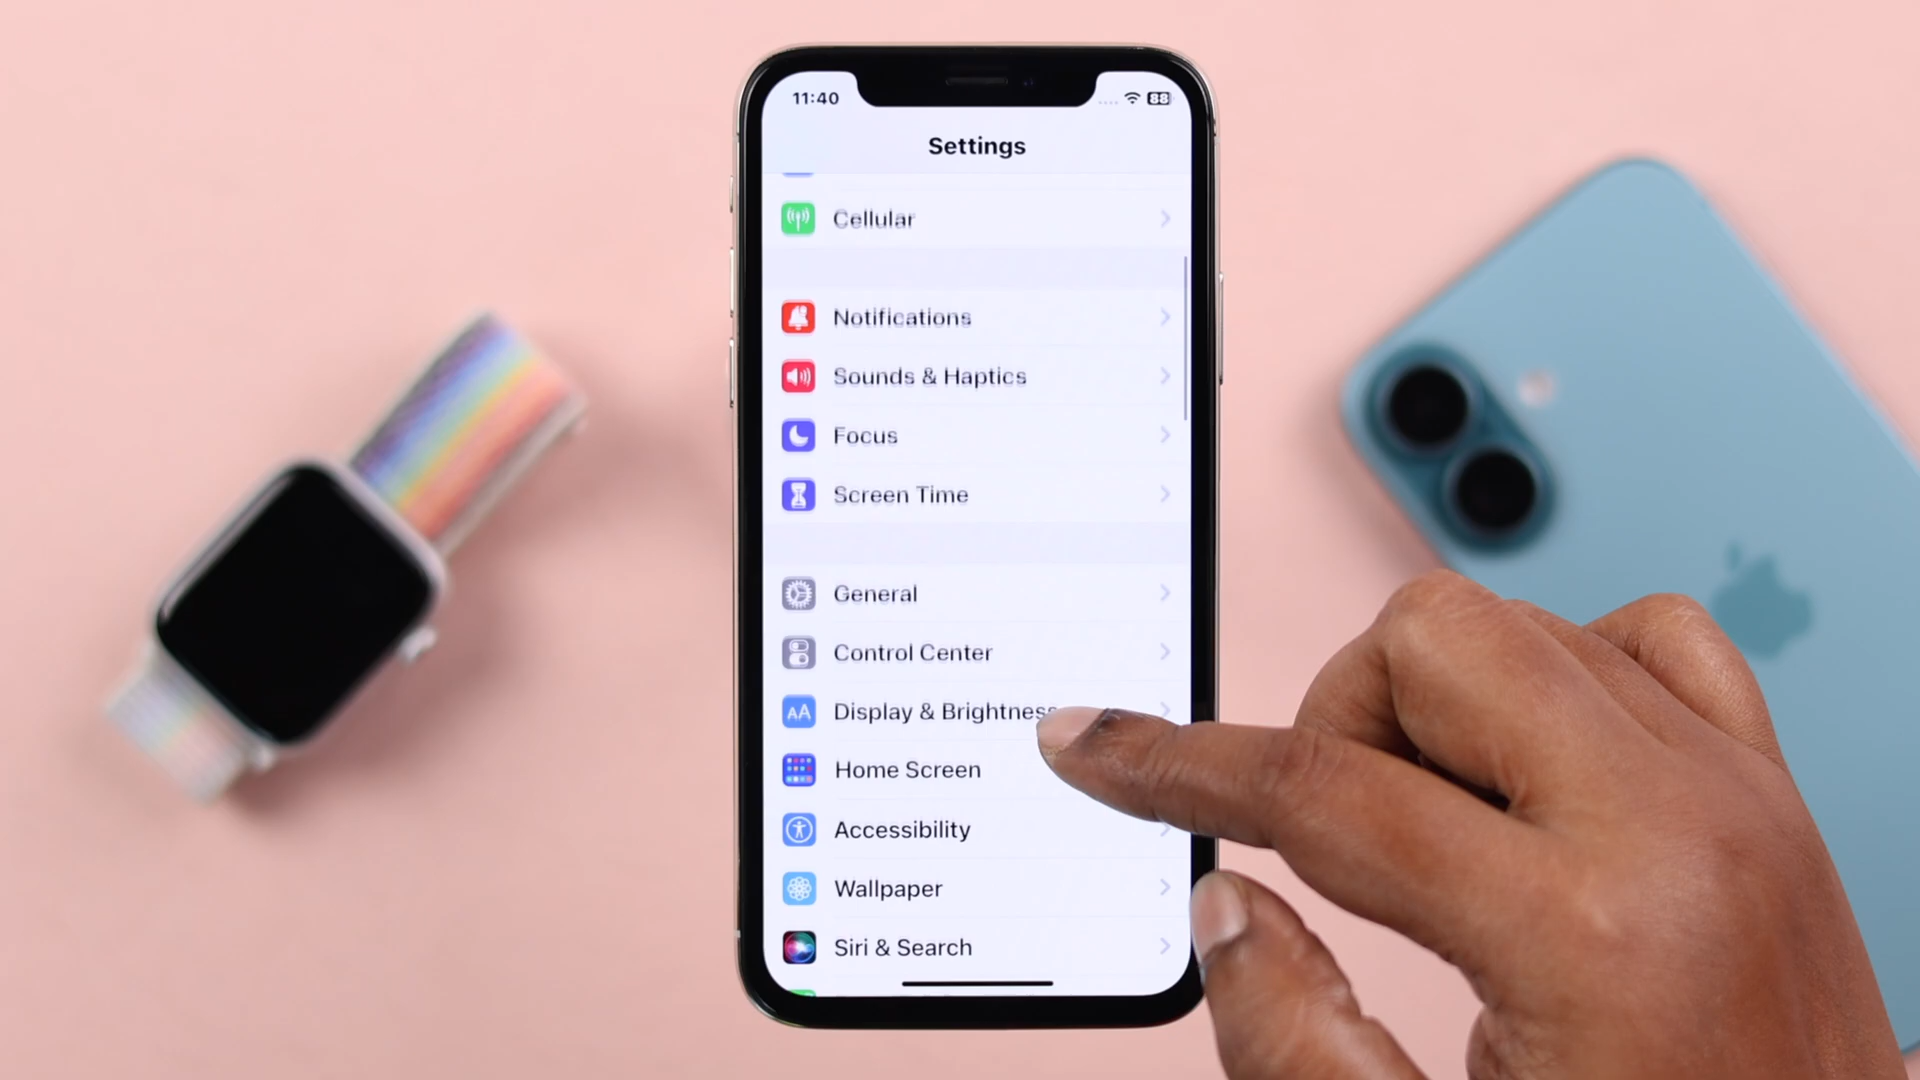 11:40
88
Settings
Cellular
Notifications
Sounds & Haptics
Focus
Screen Time
General
Control Center
AA
Display & Brightness
Home Screen
Accessibility
Wallpaper
Siri & Search